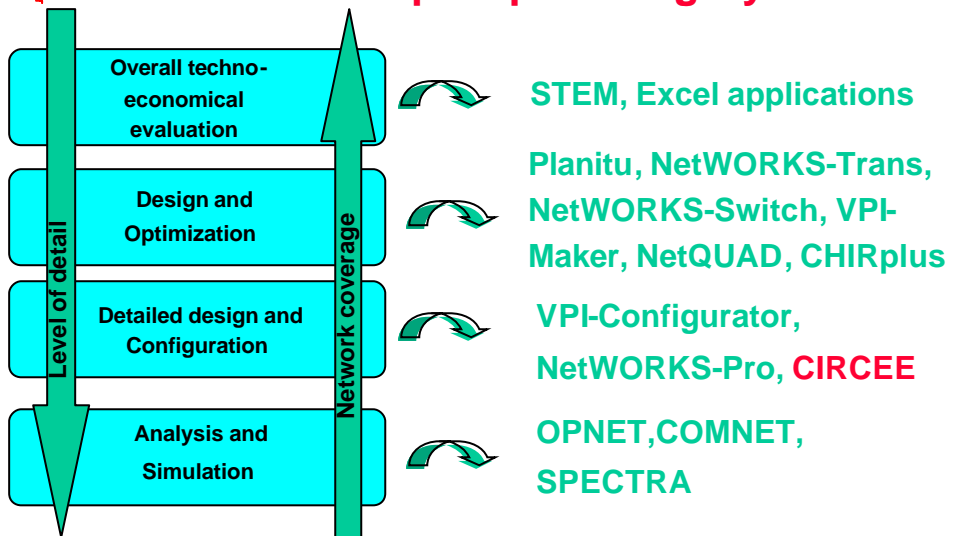 Overall techno-
economical
evaluation
STEM, Excel applications
Design and
Optimization
Planitu, NetWORKS-Trans,
NetWORKS-Switch, VPI-
Maker, NetQUAD, CHIRplus
Detailed design and
Configuration
VPI-Configurator,
NetWORKS-Pro, CIRCEE
Analysis and
Simulation
OPNET,COMNET,
SPECTRA
Level of detail
Network coverage